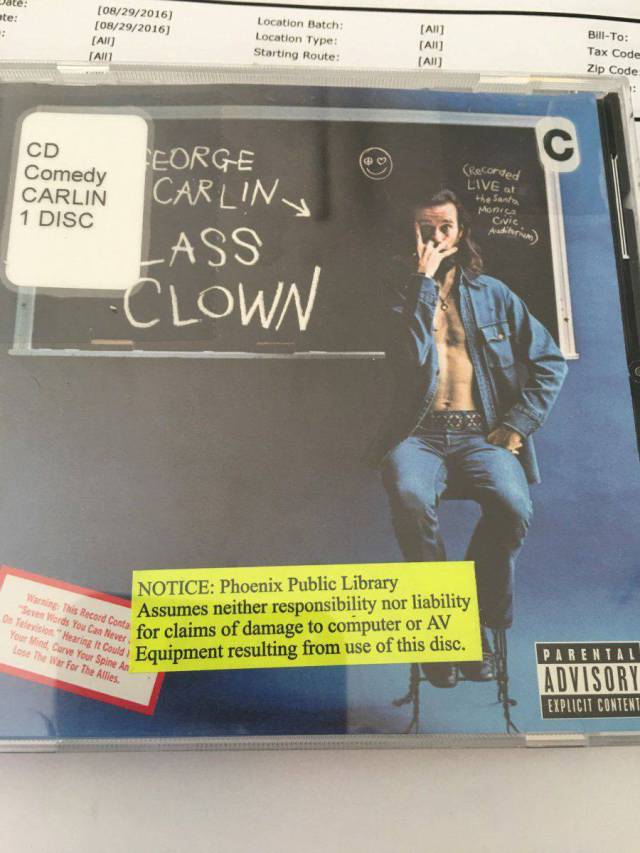 Date:
[08/29/2016]
[08/29/2016]
[All]
[All]
Location Batch:
Location Type:
Starting Route:
[All]
[All]
[All]
Bill-To:
Tax Code
Zip Code
CD
Comedy
CARLIN
1 DISC
EORGE
CARLIN
ASS
CLOWN
(Recorded
LIVE at
the Santa
Monica
Civic
Auditorium)
C
Warning: This Record Conta
"Seven Words You Can Never
On Television." Hearing It Could
Your Mind, Curve Your Spine An
Lose The War For The Allies.
NOTICE: Phoenix Public Library
Assumes neither responsibility nor liability
for claims of damage to computer or AV
Equipment resulting from use of this disc.
PARENTAL
ADVISORY
EXPLICIT CONTENT